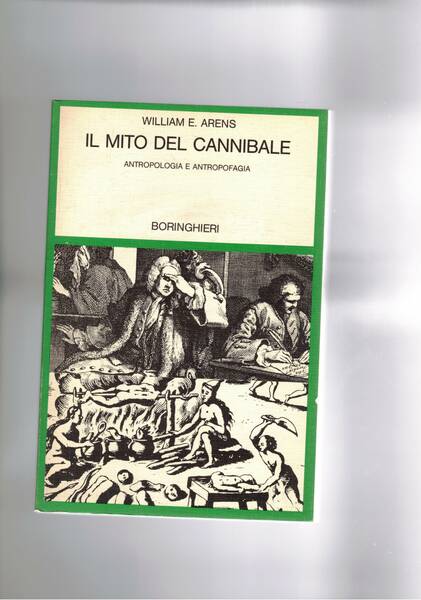 WILLIAM E. ARENS
IL MITO DEL CANNIBALE
ANTROPOLOGIA E ANTROPOFAGIA
BORINGHIERI